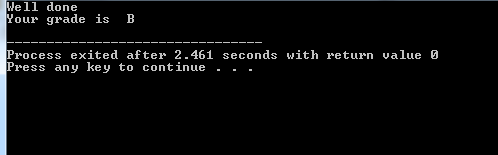 Well done
Your grade is  B
--------------------------------
Process exited after 2.461 seconds with return value 0
Press any key to continue . . .